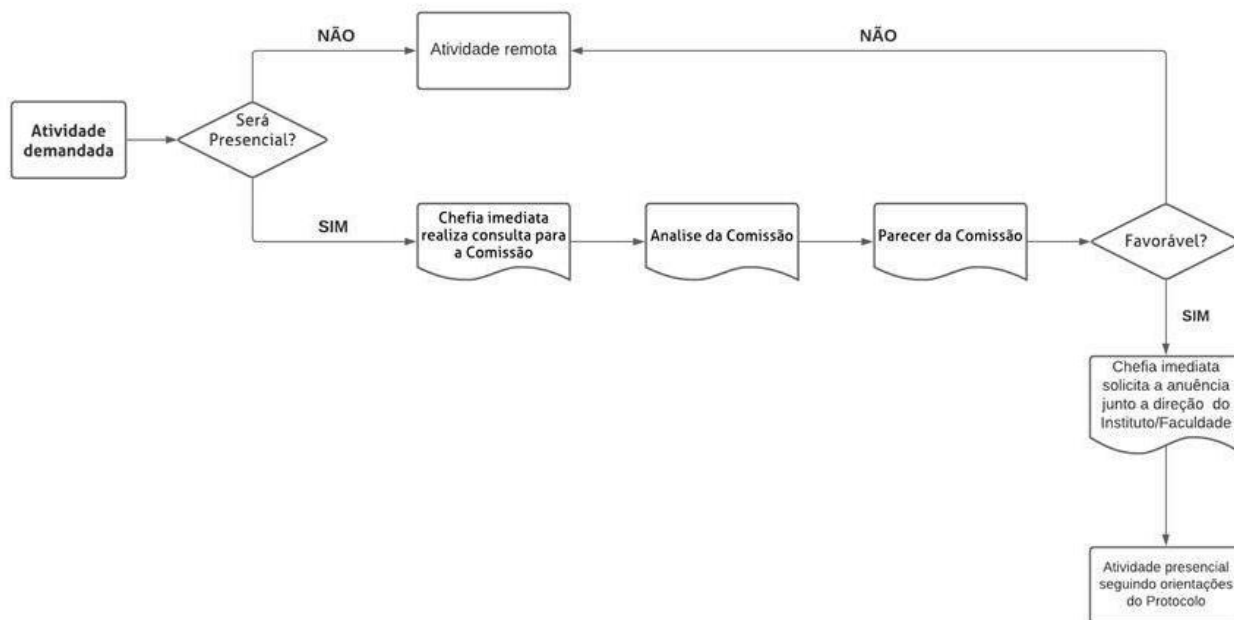 NÃO
Atividade remota
NÃO
Atividade
demandada
Será
Presencial?
SIM
Chefia imediata
realiza consulta para
a Comissão
Analise da Comissão
Parecer da Comissão
Favorável?
SIM
Chefia imediata
solicita a anuência
junto a direção do
Instituto/Faculdade
Atividade presencial
seguindo orientações
do Protocolo